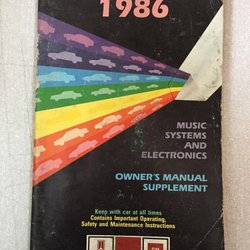 1986
MUSIC
SYSTEMS
AND
ELECTRONICS
OWNER'S MANUAL
SUPPLEMENT
Keep with car at all times
Contains Important Operating,
Safety and Maintenance Instructions